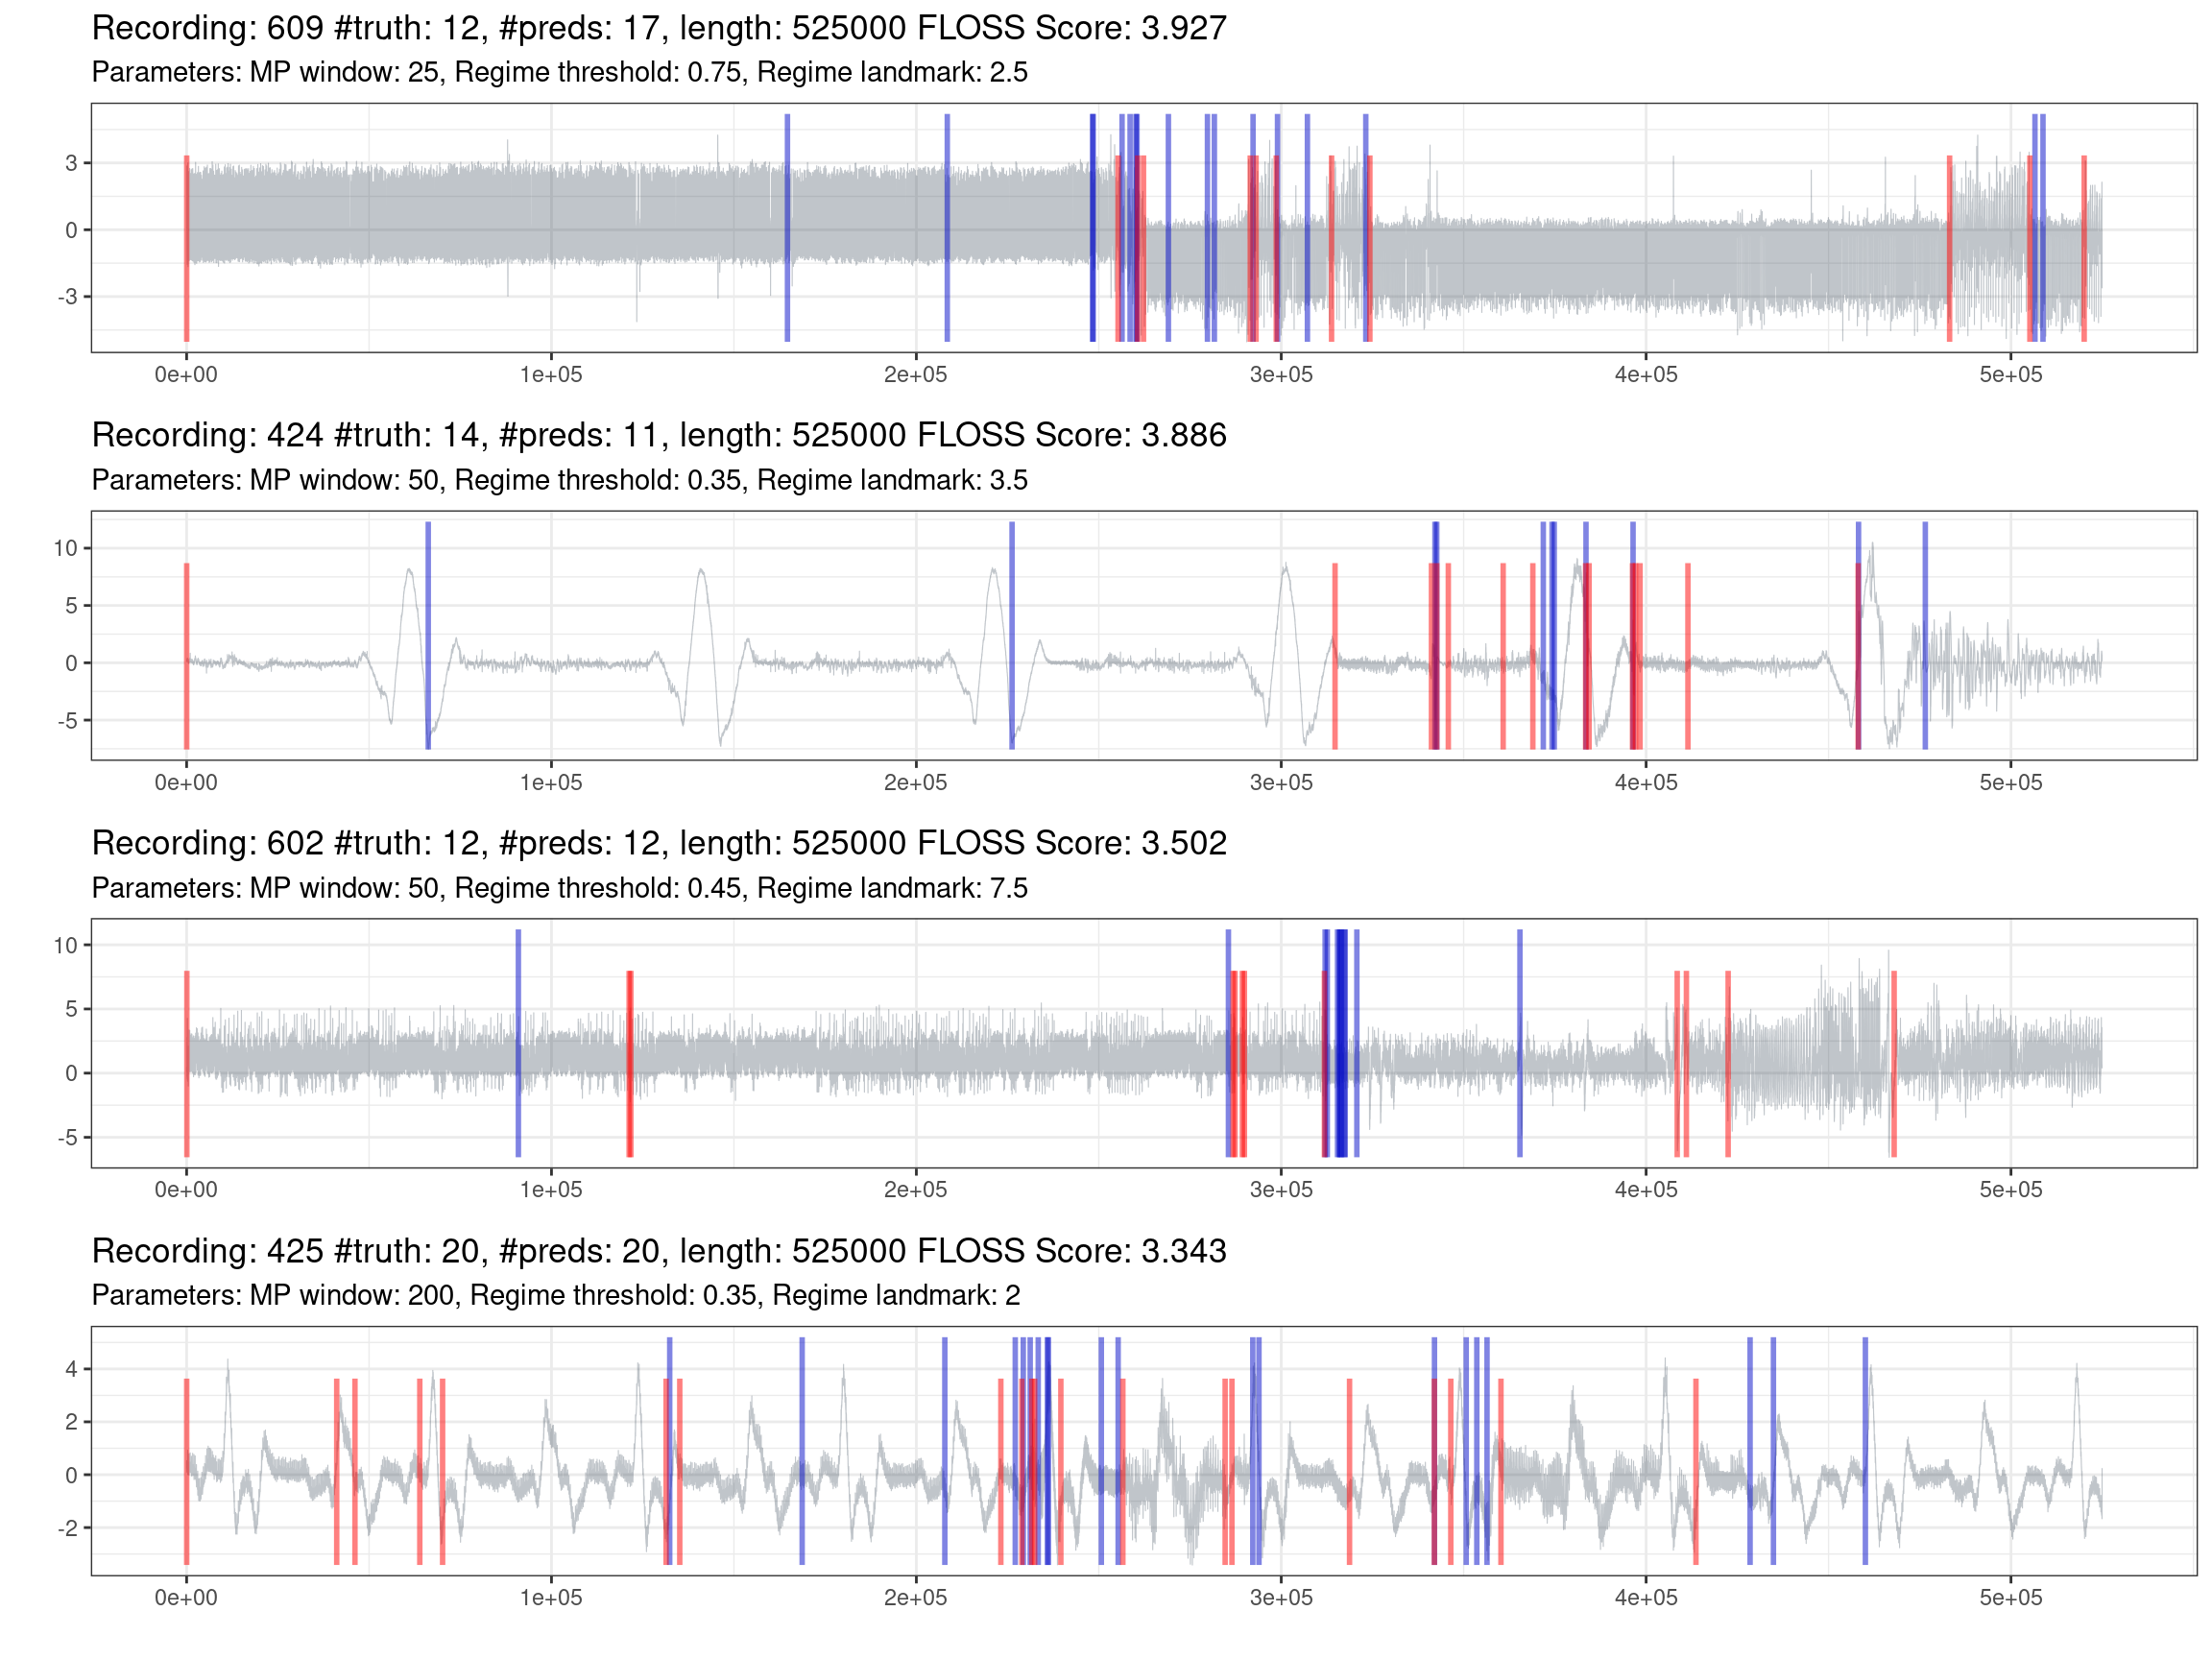 Recording: 609 #truth: 12, #preds: 17, length: 525000 FLOSS Score: 3.927
Parameters: MP window: 25, Regime threshold: 0.75, Regime landmark: 2.5
3
0
-3
0e+00 1e+05 2e+05 3e+05 4e+05 5e+05
Recording: 424 #truth: 14, #preds: 11, length: 525000 FLOSS Score: 3.886
Parameters: MP window: 50, Regime threshold: 0.35, Regime landmark: 3.5
10
5
0
-5
0e+00 1e+05 2e+05 3e+05 4e+05 5e+05
Recording: 602 #truth: 12, #preds: 12, length: 525000 FLOSS Score: 3.502
Parameters: MP window: 50, Regime threshold: 0.45, Regime landmark: 7.5
10
5
0
-5
0e+00 1e+05 2e+05 3e+05 4e+05 5e+05
Recording: 425 #truth: 20, #preds: 20, length: 525000 FLOSS Score: 3.343
Parameters: MP window: 200, Regime threshold: 0.35, Regime landmark: 2
4
2
0
-2
0e+00 1e+05 2e+05 3e+05 4e+05 5e+05